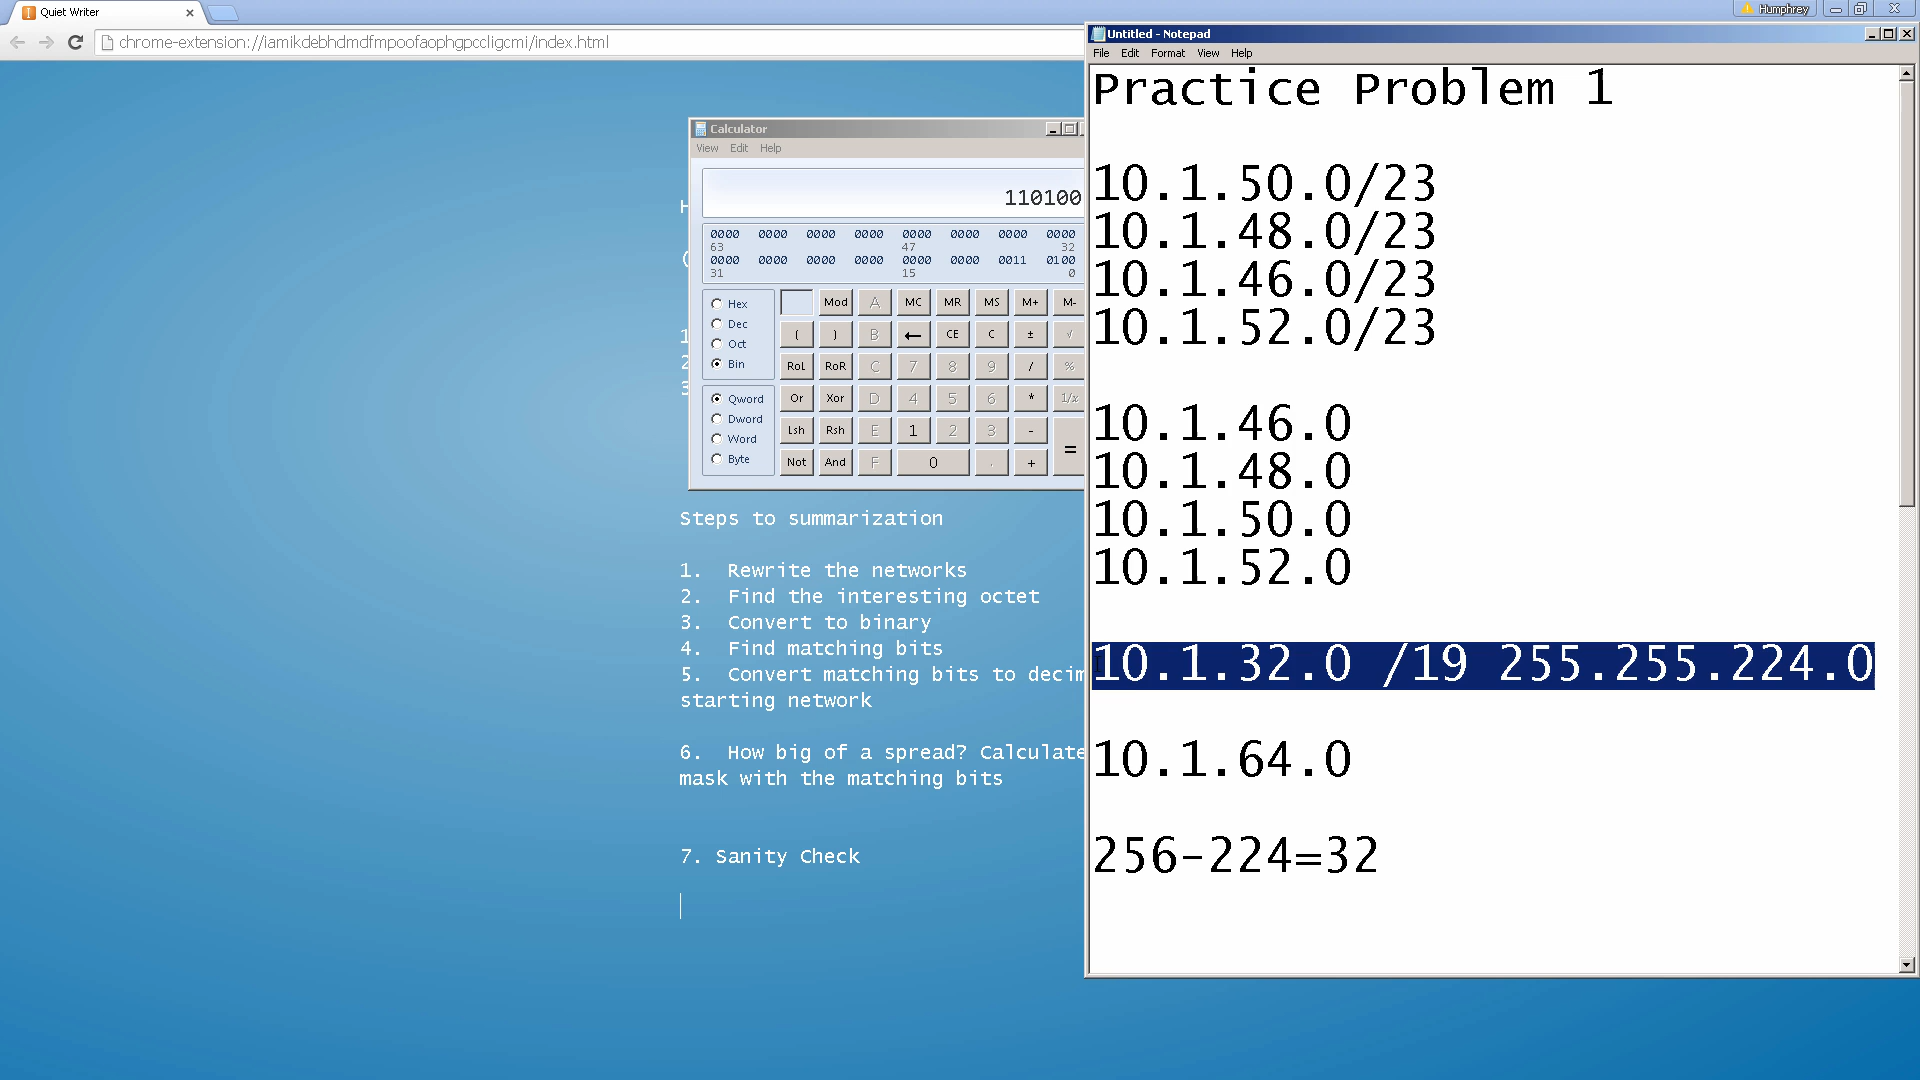 Quiet Writer
Humphrey
chrome-extension://iamikdebhdmdfmpoofaophgpccligcmi/index.html
Calculator
View Edit Help
110100
0000 0000 0000 0000 0000 0000 0000 0000
63 47 32
0000 0000 0000 0000 0000 0000 0011 0100
31 15 0
Hex
Dec
Oct
Bin
Qword
Dword
Word
Byte
Mod A MC MR MS M+ M-
( ) B ← CE C ± √
RoL RoR C 7 8 9 / %
Or Xor D 4 5 6 * 1/x
Lsh Rsh E 1 2 3 - =
Not And F 0 . +
H
(
1
2
3
Steps to summarization
1. Rewrite the networks
2. Find the interesting octet
3. Convert to binary
4. Find matching bits
5. Convert matching bits to decim
starting network
6. How big of a spread? Calculate
mask with the matching bits
7. Sanity Check
Untitled - Notepad
File Edit Format View Help
Practice Problem 1
10.1.50.0/23
10.1.48.0/23
10.1.46.0/23
10.1.52.0/23
10.1.46.0
10.1.48.0
10.1.50.0
10.1.52.0
10.1.32.0 /19 255.255.224.0
10.1.64.0
256-224=32